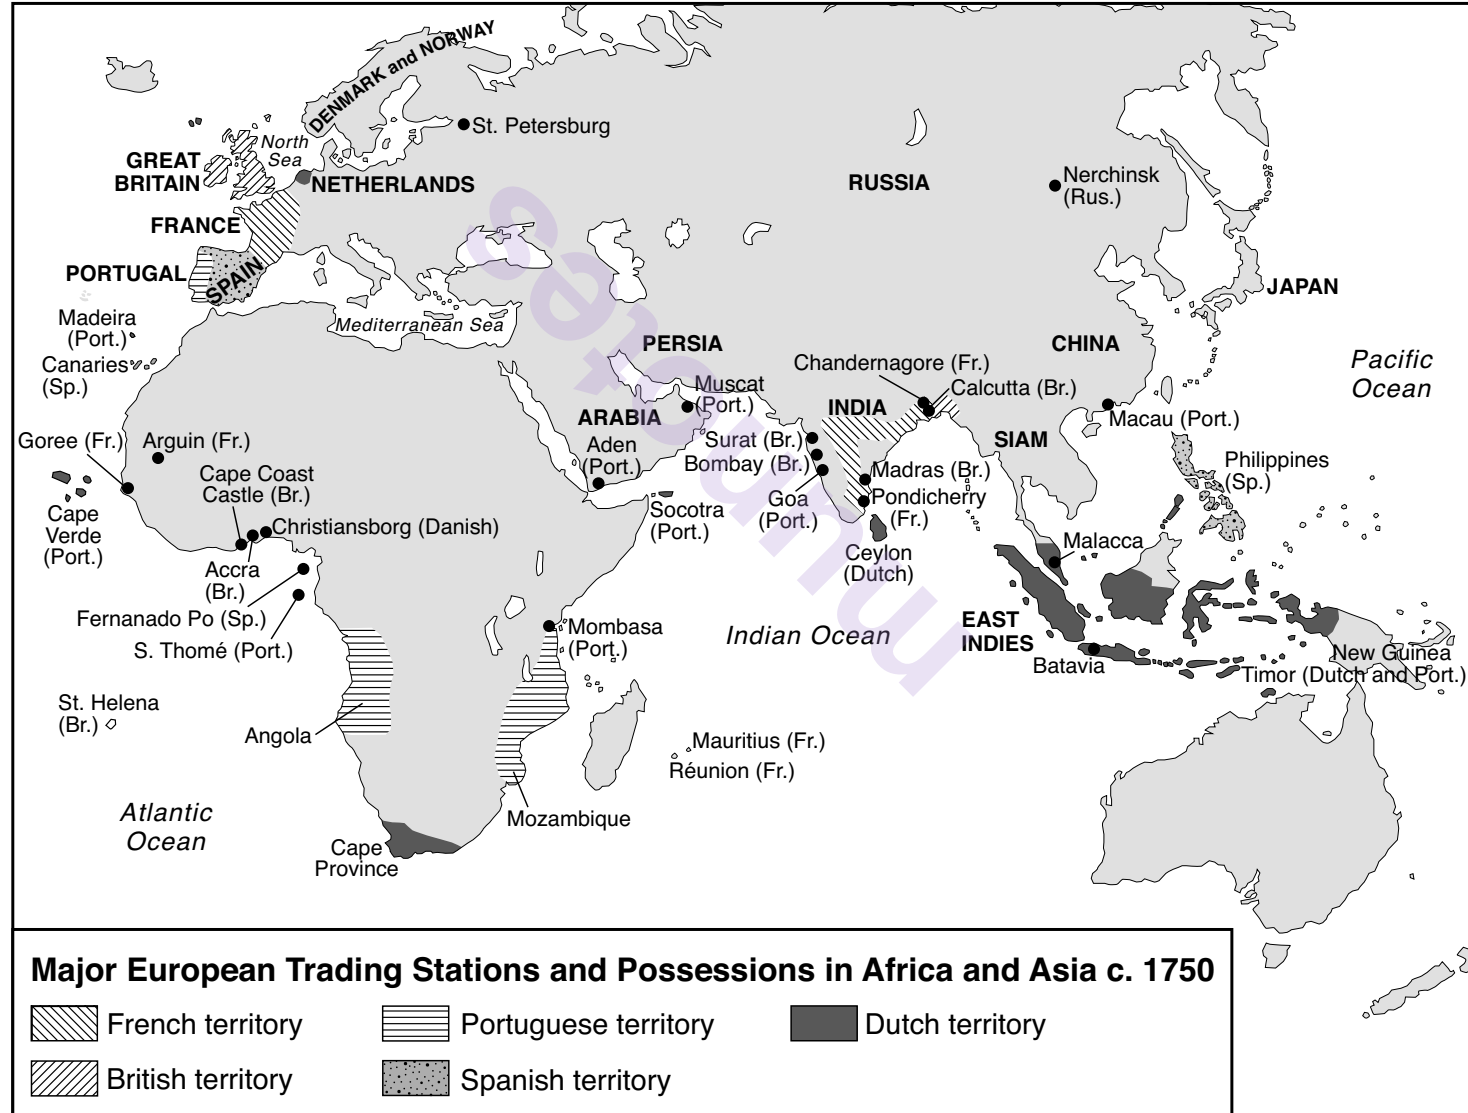 DENMARK and NORWAY
St. Petersburg
North
Sea
GREAT
BRITAIN
NETHERLANDS
RUSSIA
Nerchinsk
(Rus.)
FRANCE
PORTUGAL
SPAIN
JAPAN
Madeira
(Port.)
Mediterranean Sea
Canaries
(Sp.)
PERSIA
CHINA
Pacific
Ocean
Chandernagore (Fr.)
Calcutta (Br.)
Muscat
(Port.)
ARABIA
INDIA
Macau (Port.)
Goree (Fr.)
Arguin (Fr.)
Aden
(Port.)
Surat (Br.)
Bombay (Br.)
SIAM
Cape Coast
Castle (Br.)
Madras (Br.)
Philippines
(Sp.)
Goa
(Port.)
Pondicherry
(Fr.)
Cape
Verde
(Port.)
Christiansborg (Danish)
Socotra
(Port.)
Ceylon
(Dutch)
Malacca
Accra
(Br.)
Fernanado Po (Sp.)
S. Thomé (Port.)
Mombasa
(Port.)
Indian Ocean
EAST
INDIES
Batavia
New Guinea
Timor (Dutch and Port.)
St. Helena
(Br.)
Angola
Mauritius (Fr.)
Réunion (Fr.)
Mozambique
Atlantic
Ocean
Cape
Province
munotes
Major European Trading Stations and Possessions in Africa and Asia c. 1750
French territory
Portuguese territory
Dutch territory
British territory
Spanish territory